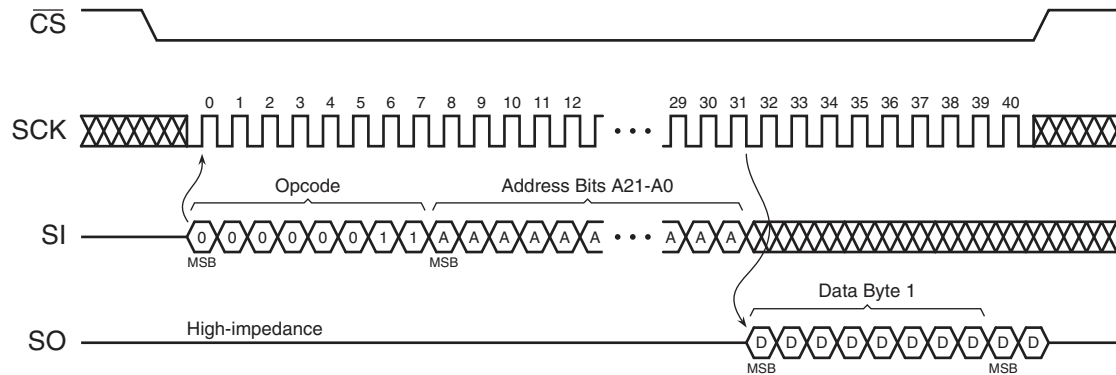 CS
0 1 2 3 4 5 6 7 8 9 10 11 12 29 30 31 32 33 34 35 36 37 38 39 40
SCK
Opcode Address Bits A21-A0
SI 0 0 0 0 0 0 1 1 A A A A A A A A A
MSB MSB
Data Byte 1
High-impedance
SO D D D D D D D D D D
MSB MSB